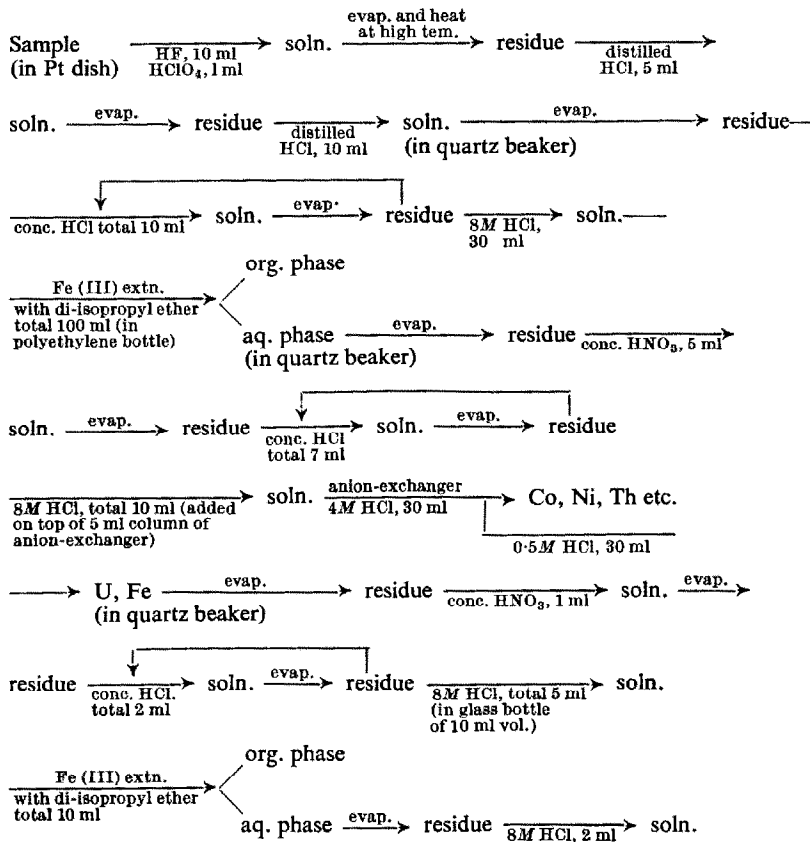 evap. and heat
Sample HF, 10 ml soln. at high tem. residue distilled
(in Pt dish) HClO₄, 1 ml HCl, 5 ml
soln. evap. residue distilled soln. evap. residue
HCl, 10 ml (in quartz beaker)
conc. HCl total 10 ml soln. evap· residue 8M HCl, soln.
30 ml
Fe (III) extn. org. phase
with di-isopropyl ether
total 100 ml (in
polyethylene bottle) aq. phase evap. residue conc. HNO₃, 5 ml
(in quartz beaker)
soln. evap. residue conc. HCl soln. evap. residue
total 7 ml
8M HCl, total 10 ml (added soln. anion-exchanger Co, Ni, Th etc.
on top of 5 ml column of 4M HCl, 30 ml
anion-exchanger) 0·5M HCl, 30 ml
U, Fe evap. residue conc. HNO₃, 1 ml soln. evap.
(in quartz beaker)
residue conc. HCl. soln. evap. residue 8M HCl, total 5 ml soln.
total 2 ml (in glass bottle
of 10 ml vol.)
Fe (III) extn. org. phase
with di-isopropyl ether
total 10 ml
aq. phase evap. residue 8M HCl, 2 ml soln.